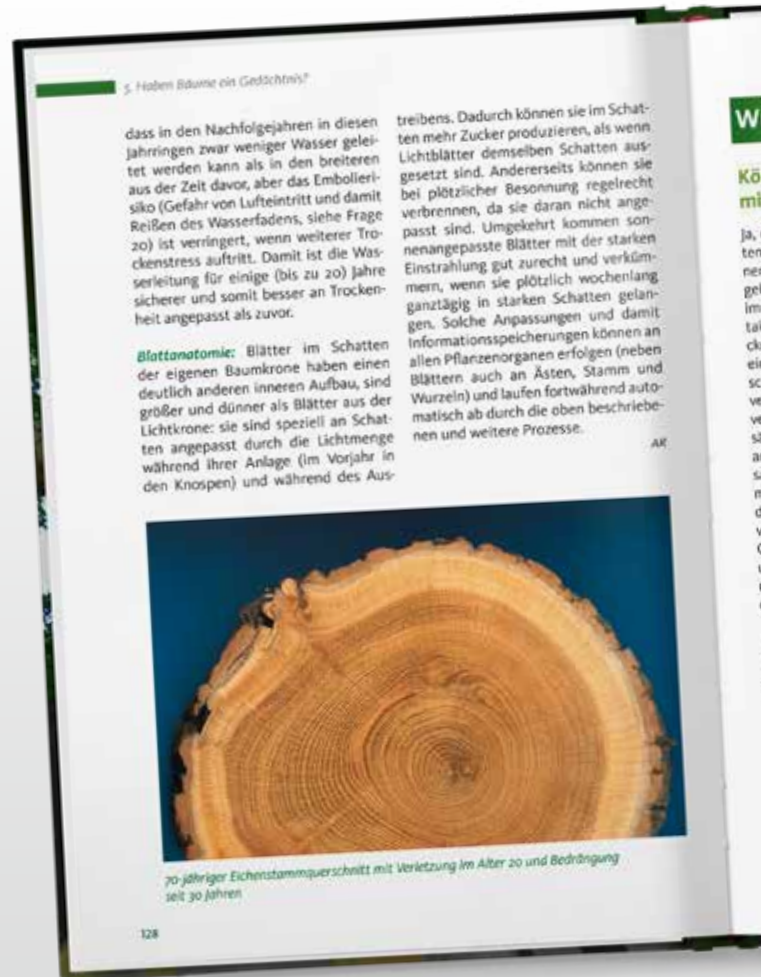 5. Haben Bäume ein Gedächtnis?
dass in den Nachfolgejahren in diesen
Jahrringen zwar weniger Wasser gelei-
tet werden kann als in den breiteren
aus der Zeit davor, aber das Embolieri-
siko (Gefahr von Lufteintritt und damit
Reißen des Wasserfadens, siehe Frage
20) ist verringert, wenn weiterer Tro-
ckenstress auftritt. Damit ist die Was-
serleitung für einige (bis zu 20) Jahre
sicherer und somit besser an Trocken-
heit angepasst als zuvor.
Blattanatomie: Blätter im Schatten
der eigenen Baumkrone haben einen
deutlich anderen inneren Aufbau, sind
größer und dünner als Blätter aus der
Lichtkrone: sie sind speziell an Schat-
ten angepasst durch die Lichtmenge
während ihrer Anlage (im Vorjahr in
den Knospen) und während des Aus-
treibens. Dadurch können sie im Schat-
ten mehr Zucker produzieren, als wenn
Lichtblätter demselben Schatten aus-
gesetzt sind. Andererseits können sie
bei plötzlicher Besonnung regelrecht
verbrennen, da sie daran nicht ange-
passt sind. Umgekehrt kommen son-
nenangepasste Blätter mit der starken
Einstrahlung gut zurecht und verküm-
mern, wenn sie plötzlich wochenlang
ganztägig in starken Schatten gelan-
gen. Solche Anpassungen und damit
Informationsspeicherungen können an
allen Pflanzenorganen erfolgen (neben
Blättern auch an Ästen, Stamm und
Wurzeln) und laufen fortwährend auto-
matisch ab durch die oben beschriebe-
nen und weitere Prozesse.
AR
70-jähriger Eichenstammquerschnitt mit Verletzung im Alter 20 und Bedrängung
seit 30 Jahren
128
W
Kö
mi
Ja,